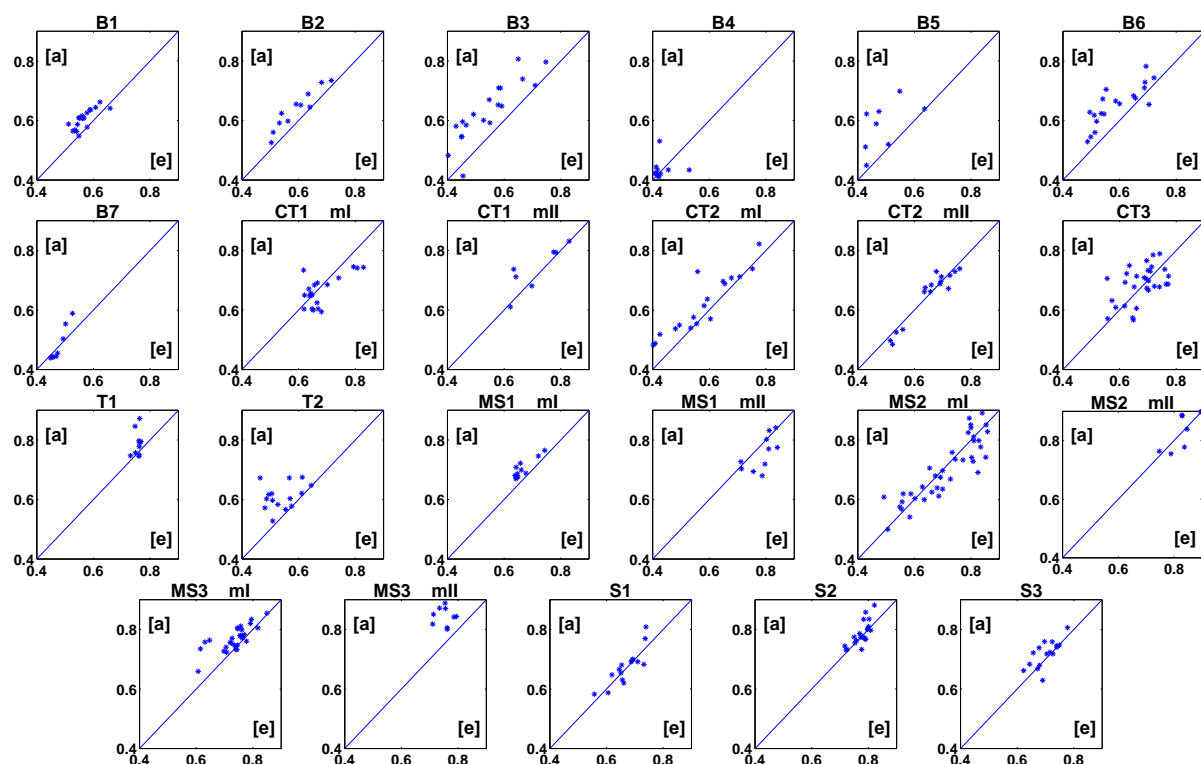 B1 B2 B3 B4 B5 B6
0.8 [a] 0.8 [a] 0.8 [a] 0.8 [a] 0.8 [a] 0.8 [a]
0.6 0.6 0.6 0.6 0.6 0.6
[e] [e] [e] [e] [e] [e]
0.4 0.4 0.4 0.4 0.4 0.4
0.4 0.6 0.8 0.4 0.6 0.8 0.4 0.6 0.8 0.4 0.6 0.8 0.4 0.6 0.8 0.4 0.6 0.8
B7 CT1 mI CT1 mII CT2 mI CT2 mII CT3
0.8 [a] 0.8 [a] 0.8 [a] 0.8 [a] 0.8 [a] 0.8 [a]
0.6 0.6 0.6 0.6 0.6 0.6
[e] [e] [e] [e] [e] [e]
0.4 0.4 0.4 0.4 0.4 0.4
0.4 0.6 0.8 0.4 0.6 0.8 0.4 0.6 0.8 0.4 0.6 0.8 0.4 0.6 0.8 0.4 0.6 0.8
T1 T2 MS1 mI MS1 mII MS2 mI MS2 mII
0.8 [a] 0.8 [a] 0.8 [a] 0.8 [a] 0.8 [a] 0.8 [a]
0.6 0.6 0.6 0.6 0.6 0.6
[e] [e] [e] [e] [e] [e]
0.4 0.4 0.4 0.4 0.4 0.4
0.4 0.6 0.8 0.4 0.6 0.8 0.4 0.6 0.8 0.4 0.6 0.8 0.4 0.6 0.8 0.4 0.6 0.8
MS3 mI MS3 mII S1 S2 S3
0.8 [a] 0.8 [a] 0.8 [a] 0.8 [a] 0.8 [a]
0.6 0.6 0.6 0.6 0.6
[e] [e] [e] [e] [e]
0.4 0.4 0.4 0.4 0.4
0.4 0.6 0.8 0.4 0.6 0.8 0.4 0.6 0.8 0.4 0.6 0.8 0.4 0.6 0.8